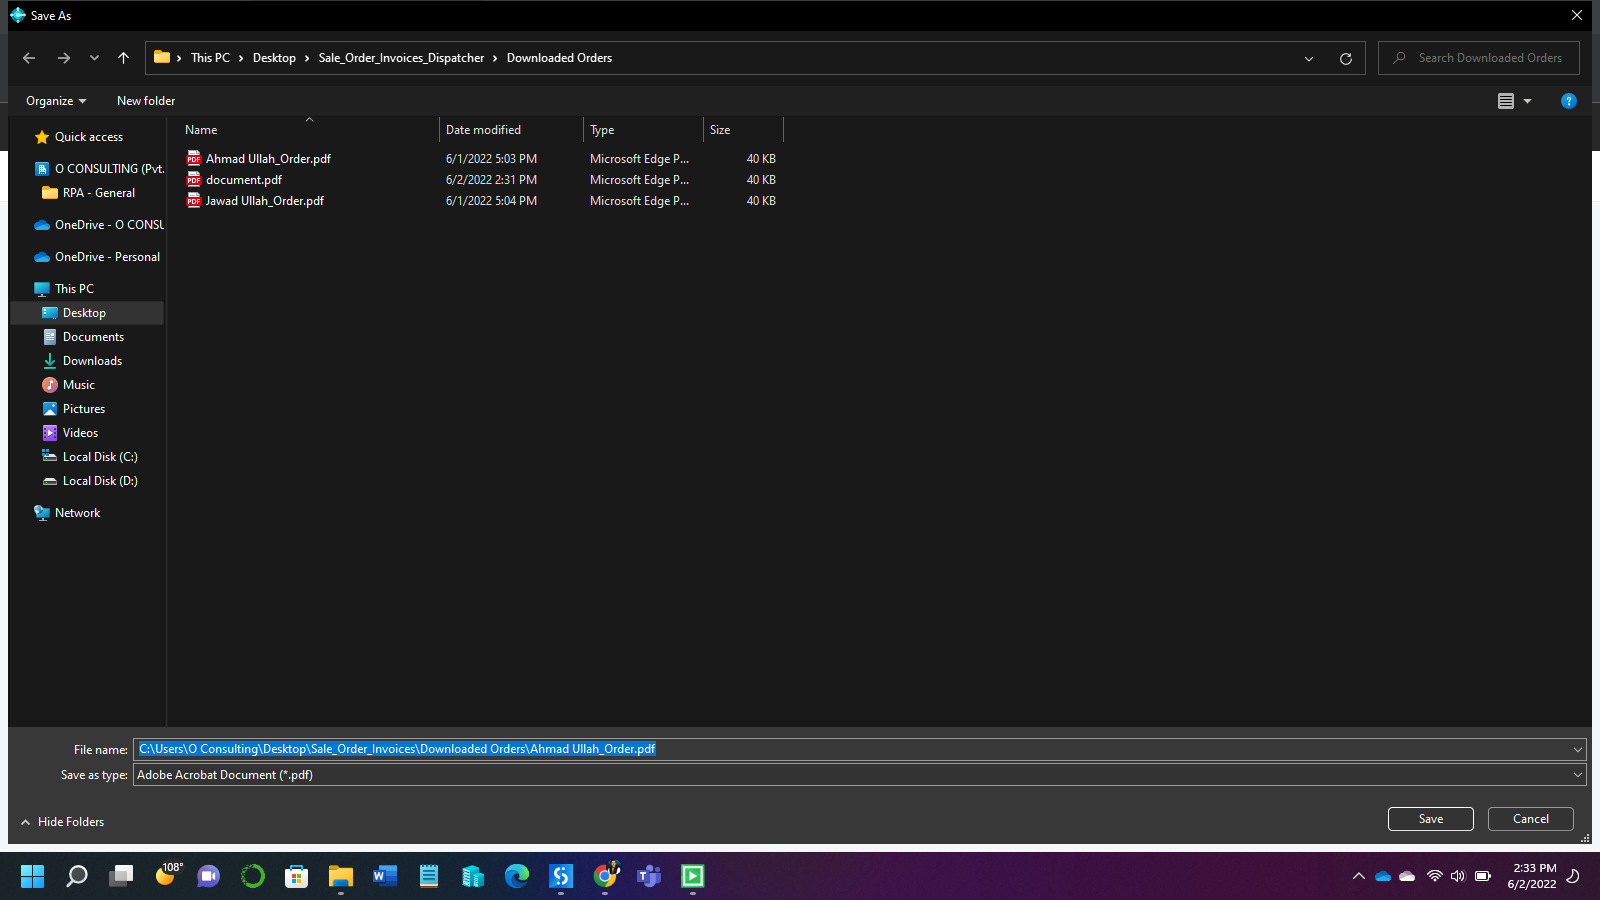 Save As
This PC > Desktop > Sale_Order_Invoices_Dispatcher > Downloaded Orders
Search Downloaded Orders
Organize
New folder
?
Name
Date modified
Type
Size
Ahmad Ullah_Order.pdf 6/1/2022 5:03 PM Microsoft Edge P... 40 KB
document.pdf 6/2/2022 2:31 PM Microsoft Edge P... 40 KB
Jawad Ullah_Order.pdf 6/1/2022 5:04 PM Microsoft Edge P... 40 KB
Quick access
O CONSULTING (Pvt.
RPA - General
OneDrive - O CONSU
OneDrive - Personal
This PC
Desktop
Documents
Downloads
Music
Pictures
Videos
Local Disk (C:)
Local Disk (D:)
Network
File name: C:\Users\O Consulting\Desktop\Sale_Order_Invoices\Downloaded Orders\Ahmad Ullah_Order.pdf
Save as type: Adobe Acrobat Document (*.pdf)
Hide Folders
Save
Cancel
108°
2:33 PM
6/2/2022